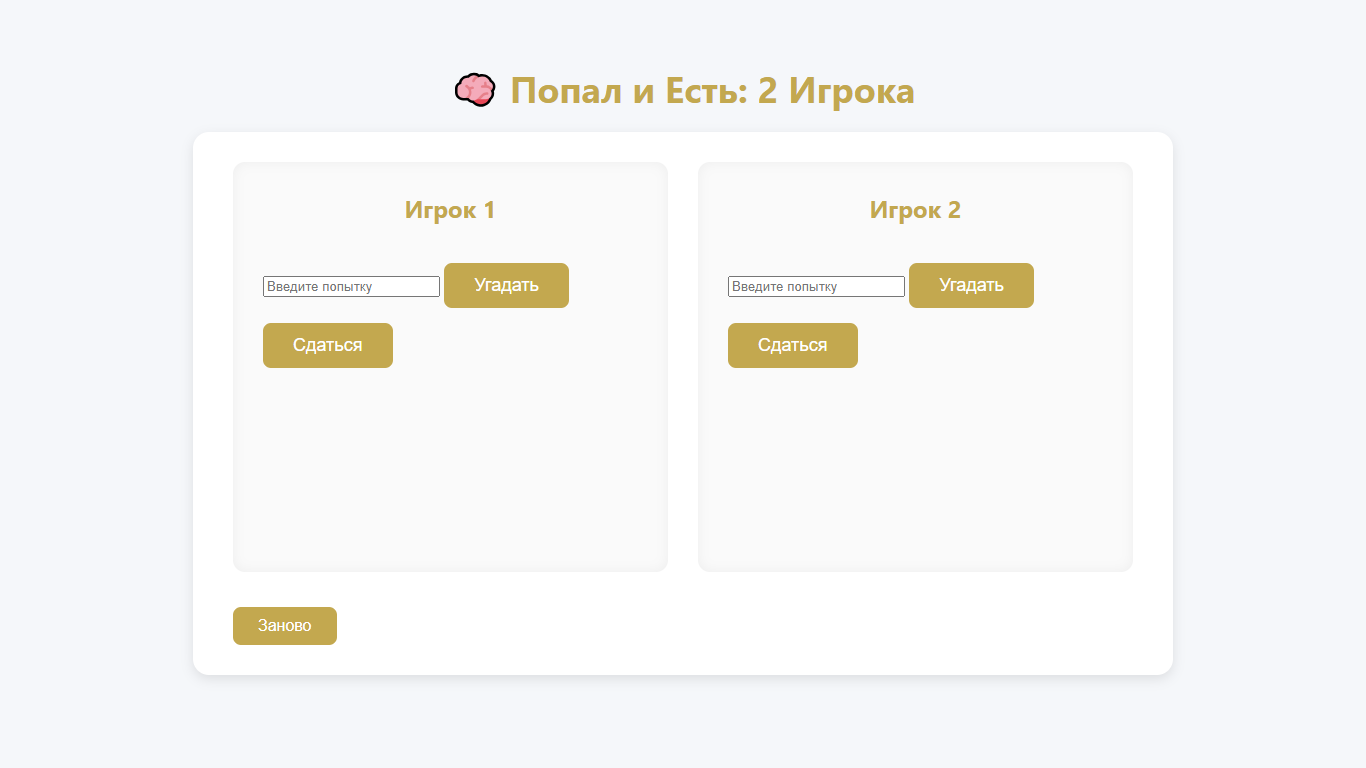 🧠 Попал и Есть: 2 Игрока
Игрок 1
Введите попытку Угадать
Сдаться
Игрок 2
Введите попытку Угадать
Сдаться
Заново